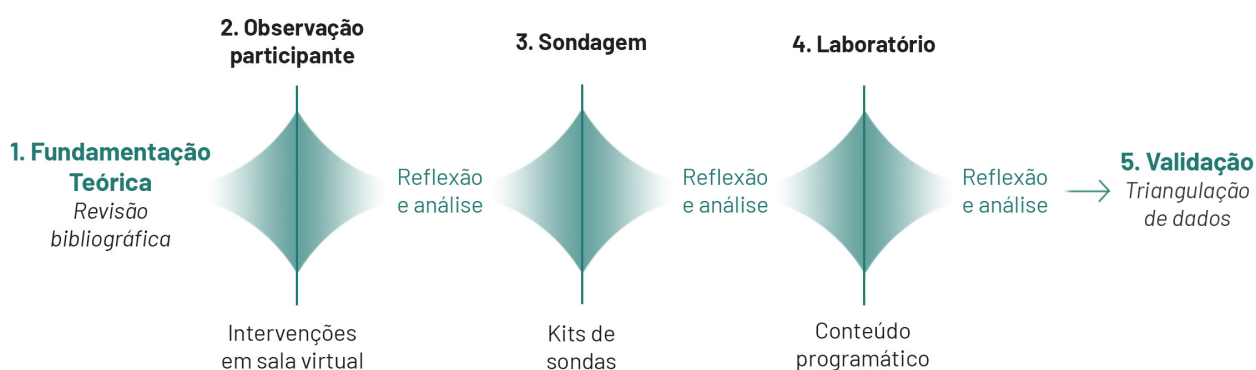 1. Fundamentação
Teórica
Revisão
bibliográfica
2. Observação
participante
Intervenções
em sala virtual
Reflexão
e análise
3. Sondagem
Kits de
sondas
Reflexão
e análise
4. Laboratório
Conteúdo
programático
Reflexão
e análise
5. Validação
Triangulação
de dados